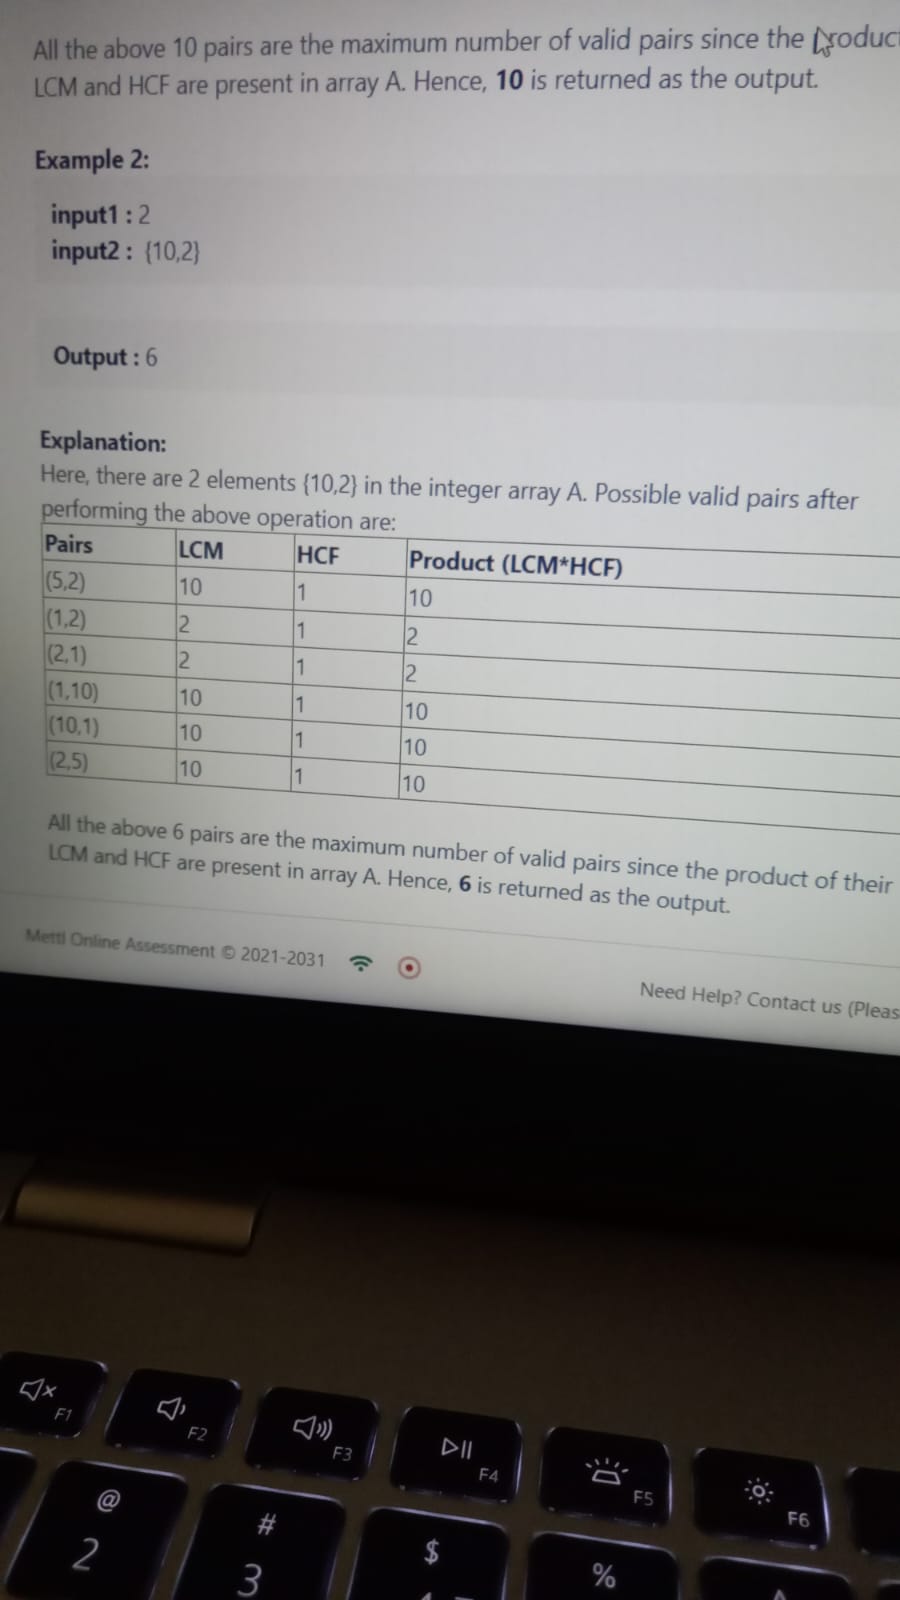 All the above 10 pairs are the maximum number of valid pairs since the
LCM and HCF are present in array A. Hence, 10 is returned as the output.
Example 2:
input1 : 2
input2 : {10,2}
Output : 6
Explanation:
Here, there are 2 elements {10,2} in the integer array A. Possible valid pairs after
performing the above operation are:
Pairs LCM HCF Product (LCM*HCF)
(5,2) 10 1 10
(1,2) 2 1 2
(2,1) 2 1 2
(1,10) 10 1 10
(10,1) 10 1 10
(2,5) 10 1 10
All the above 6 pairs are the maximum number of valid pairs since the product of their
LCM and HCF are present in array A. Hence, 6 is returned as the output.
Mettl Online Assessment © 2021-2031
Need Help? Contact us (Pleas
F1 F2 F3 F4 F5 F6
@ # $ %
2 3